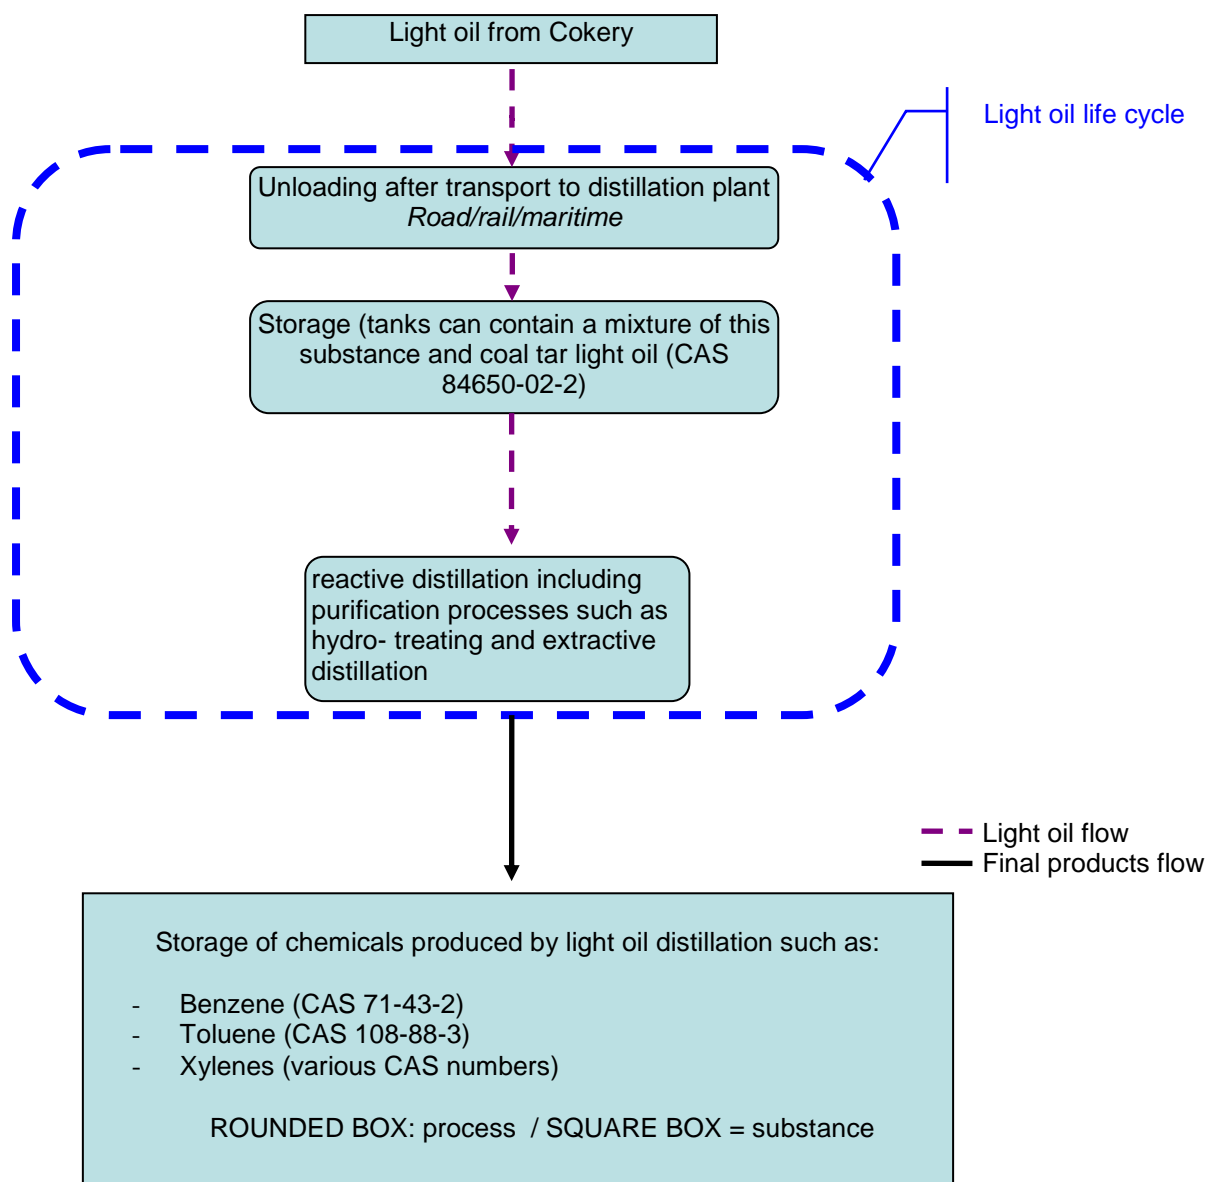 Light oil from Cokery
Light oil life cycle
Unloading after transport to distillation plant
Road/rail/maritime
Storage (tanks can contain a mixture of this
substance and coal tar light oil (CAS
84650-02-2)
reactive distillation including
purification processes such as
hydro- treating and extractive
distillation
Light oil flow
Final products flow
Storage of chemicals produced by light oil distillation such as:
- Benzene (CAS 71-43-2)
- Toluene (CAS 108-88-3)
- Xylenes (various CAS numbers)
ROUNDED BOX: process / SQUARE BOX = substance